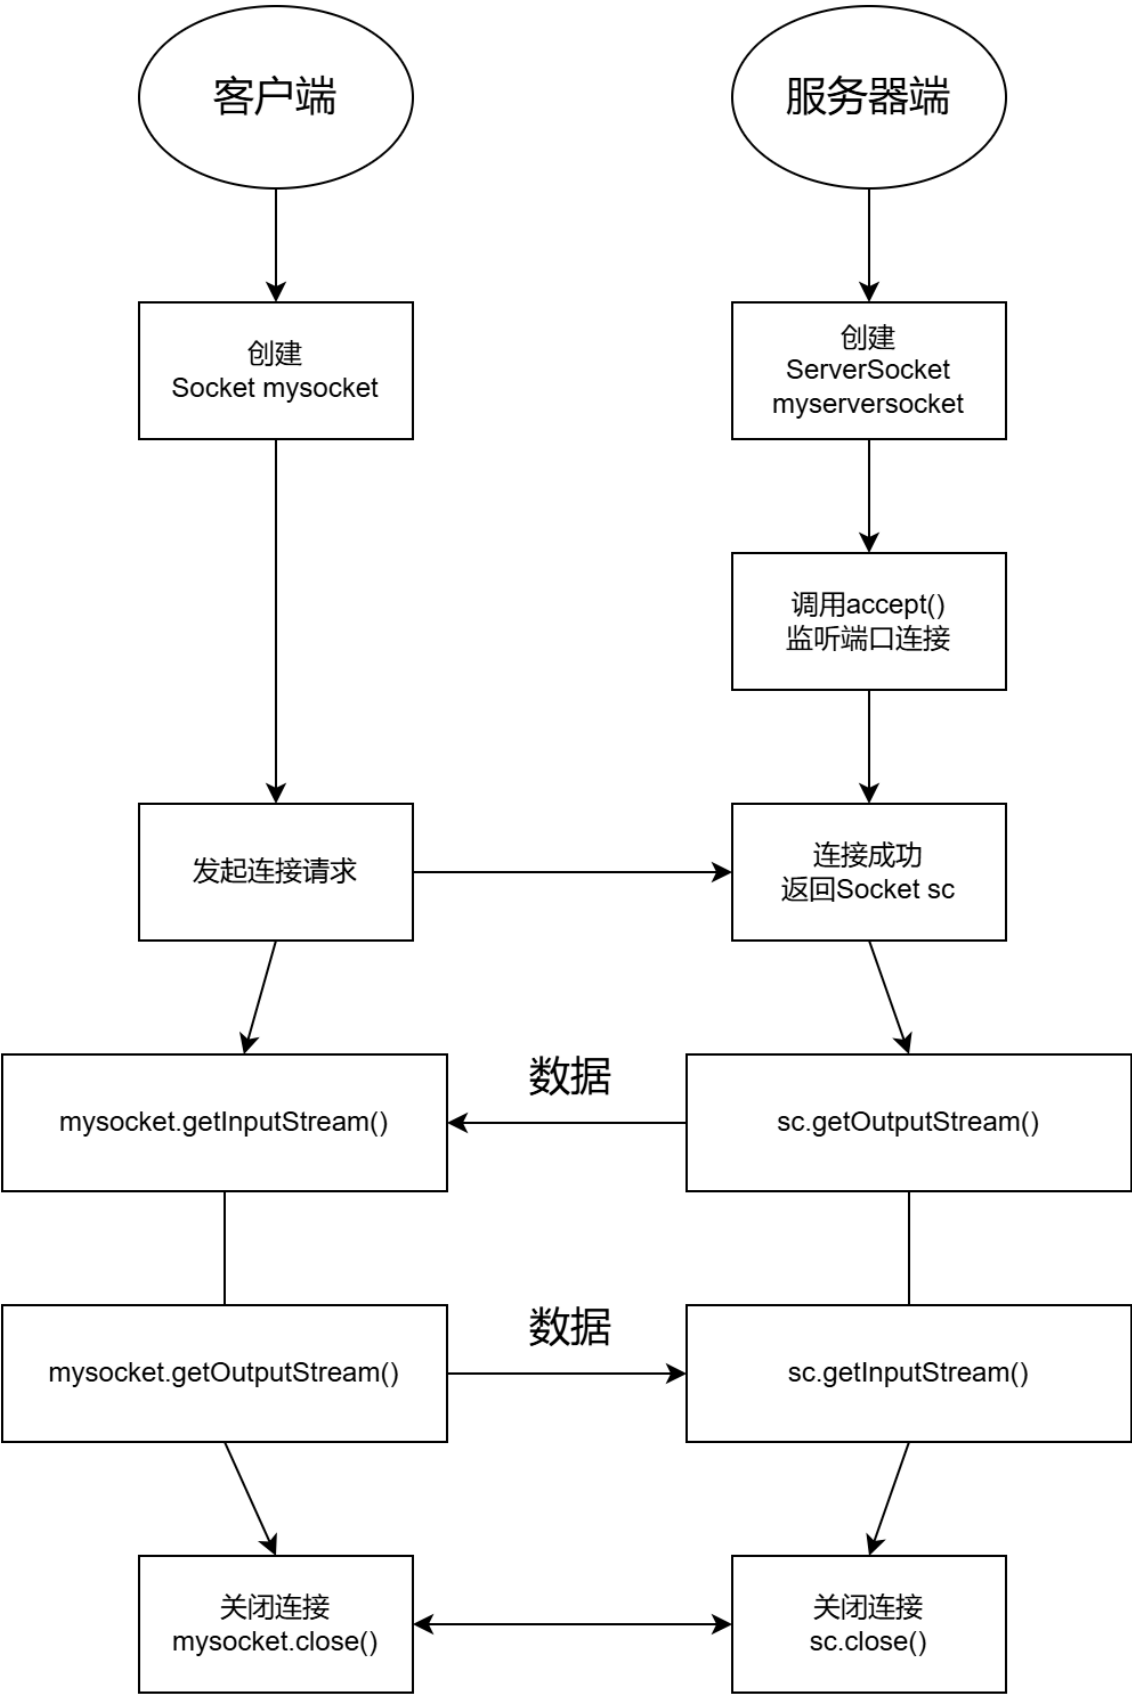 客户端
服务器端
创建
Socket mysocket
创建
ServerSocket
myserversocket
调用accept()
监听端口连接
发起连接请求
连接成功
返回Socket sc
mysocket.getInputStream()
数据
sc.getOutputStream()
mysocket.getOutputStream()
数据
sc.getInputStream()
关闭连接
mysocket.close()
关闭连接
sc.close()